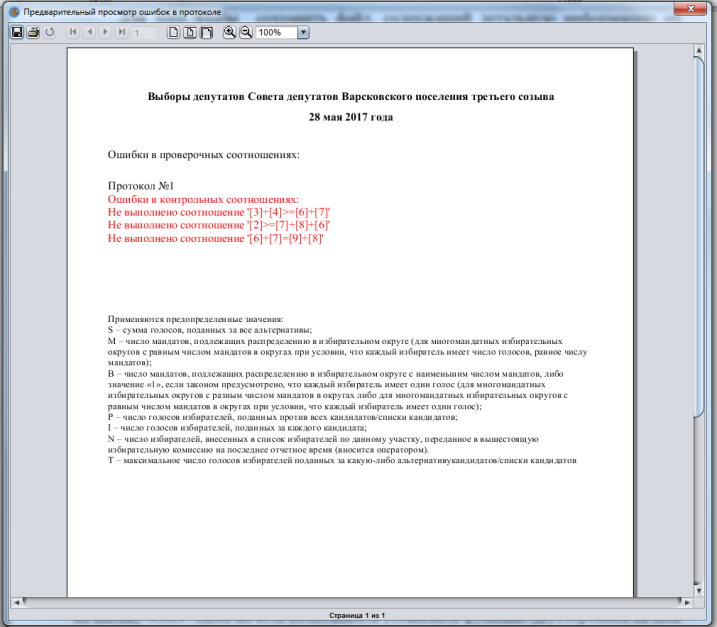 Предварительный просмотр ошибок в протоколе
1
100%
Выборы депутатов Совета депутатов Варсковского поселения третьего созыва
28 мая 2017 года
Ошибки в проверочных соотношениях:
Протокол №1
Ошибки в контрольных соотношениях:
Не выполнено соотношение '[3]+[4]>=[6]+[7]'
Не выполнено соотношение '[2]>=[7]+[8]+[6]'
Не выполнено соотношение '[6]+[7]=[9]+[8]'
Применяются предопределенные значения:
S – сумма голосов, поданных за все альтернативы;
M – число мандатов, подлежащих распределению в избирательном округе (для многомандатных избирательных
округов с равным числом мандатов в округах при условии, что каждый избиратель имеет число голосов, равное числу
мандатов);
B – число мандатов, подлежащих распределению в избирательном округе с наименьшим числом мандатов, либо
значение «1», если законом предусмотрено, что каждый избиратель имеет один голос (для многомандатных
избирательных округов с разным числом мандатов в округах либо для многомандатных избирательных округов с
равным числом мандатов в округах при условии, что каждый избиратель имеет один голос);
P – число голосов избирателей, поданных против всех кандидатов/списки кандидатов;
I – число голосов избирателей, поданных за каждого кандидата;
N – число избирателей, внесенных в список избирателей по данному участку, переданное в вышестоящую
избирательную комиссию на последнее отчетное время (вносится оператором).
T – максимальное число голосов избирателей поданных за какую-либо альтернативукандидатов/списки кандидатов
Страница 1 из 1